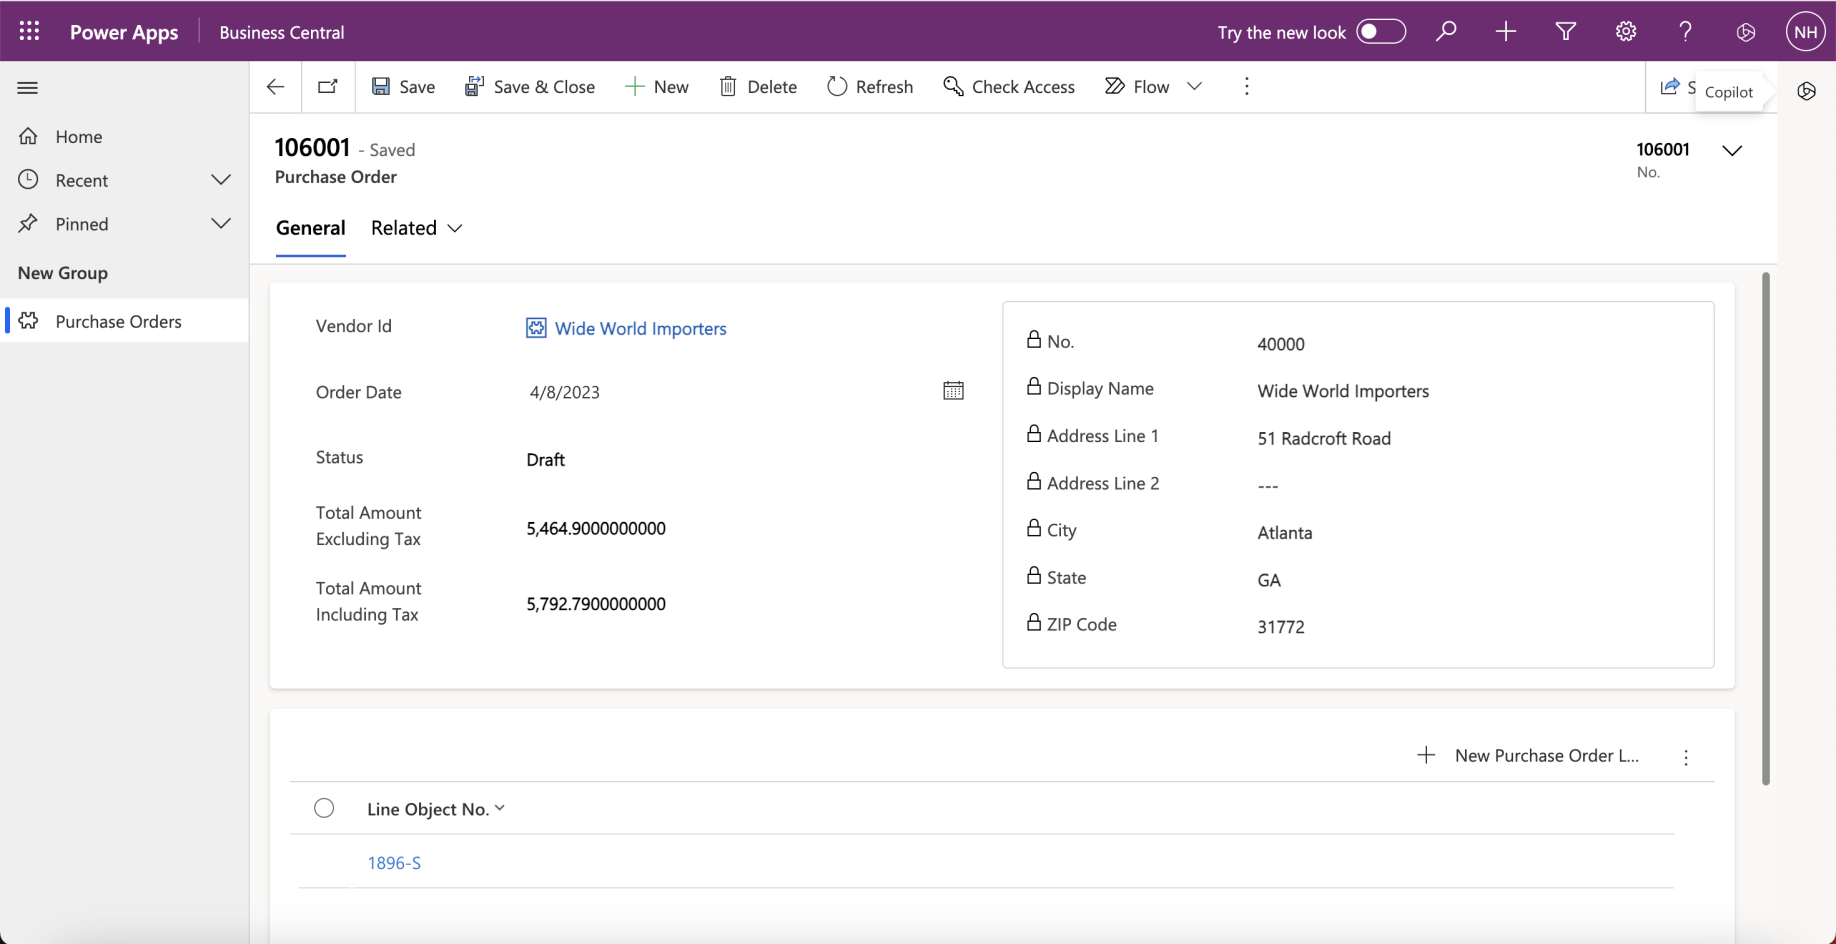 Power Apps
Business Central
Try the new look
?
NH
Save
Save & Close
New
Delete
Refresh
Check Access
Flow
S
Copilot
Home
Recent
Pinned
New Group
Purchase Orders
106001 - Saved
Purchase Order
106001
No.
General
Related
Vendor Id
Wide World Importers
Order Date
4/8/2023
Status
Draft
Total Amount
Excluding Tax
5,464.9000000000
Total Amount
Including Tax
5,792.7900000000
No.
40000
Display Name
Wide World Importers
Address Line 1
51 Radcroft Road
Address Line 2
---
City
Atlanta
State
GA
ZIP Code
31772
New Purchase Order L...
Line Object No.
1896-S